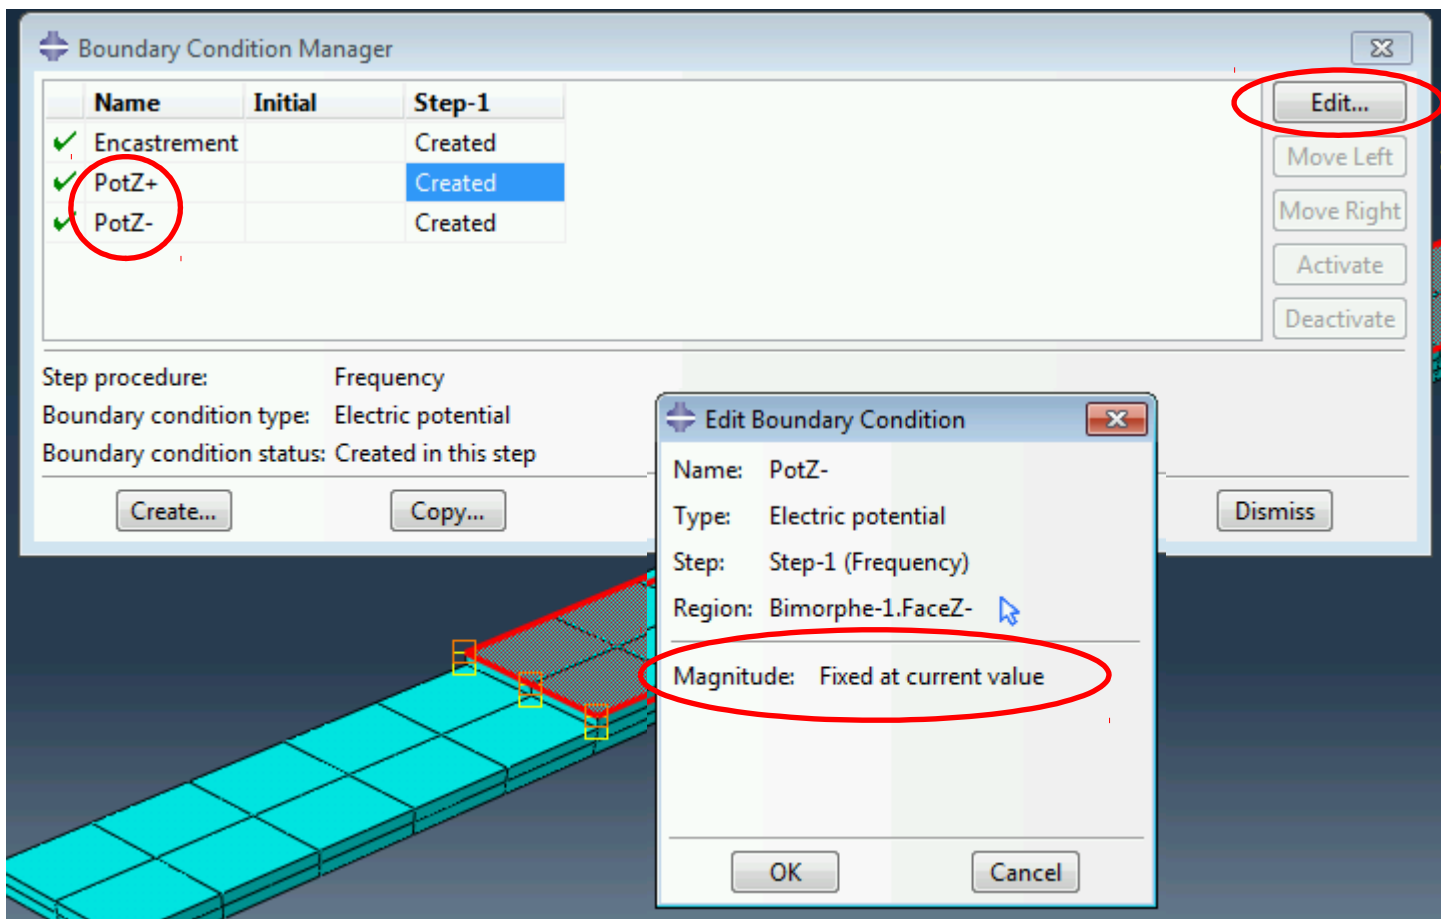 Boundary Condition Manager
Name Initial Step-1
Encastrement Created
PotZ+ Created
PotZ- Created
Edit...
Move Left
Move Right
Activate
Deactivate
Step procedure: Frequency
Boundary condition type: Electric potential
Boundary condition status: Created in this step
Create... Copy... Dismiss
Edit Boundary Condition
Name: PotZ-
Type: Electric potential
Step: Step-1 (Frequency)
Region: Bimorphe-1.FaceZ-
Magnitude: Fixed at current value
OK Cancel